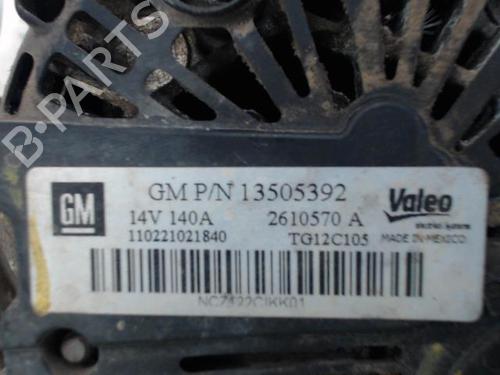 B-PARTS
GM
GM P/N 13505392
Valeo
14V 140A
2610570 A
110221021840
TG12C105
MADE IN MEXICO